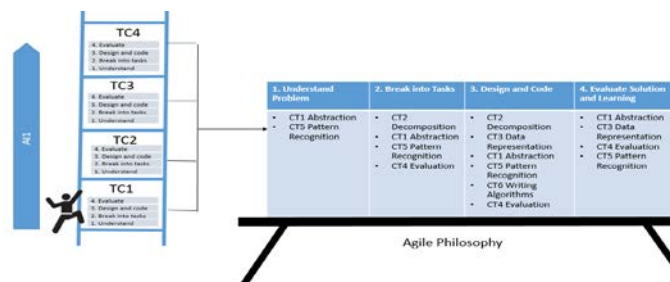 TC4
4. Evaluate
3. Design and code
2. Break into tasks
1. Understand
TC3
4. Evaluate
3. Design and code
2. Break into tasks
1. Understand
TC2
4. Evaluate
3. Design and code
2. Break into tasks
1. Understand
TC1
4. Evaluate
3. Design and code
2. Break into tasks
1. Understand
1. Understand
Problem
• CT1 Abstraction
• CT5 Pattern
Recognition
2. Break into Tasks
• CT2
Decomposition
• CT1 Abstraction
• CT5 Pattern
Recognition
• CT4 Evaluation
3. Design and Code
• CT2
Decomposition
• CT3 Data
Representation
• CT1 Abstraction
• CT5 Pattern
Recognition
• CT6 Writing
Algorithms
• CT4 Evaluation
4. Evaluate Solution
and Learning
• CT1 Abstraction
• CT3 Data
Representation
• CT4 Evaluation
• CT5 Pattern
Recognition
Agile Philosophy